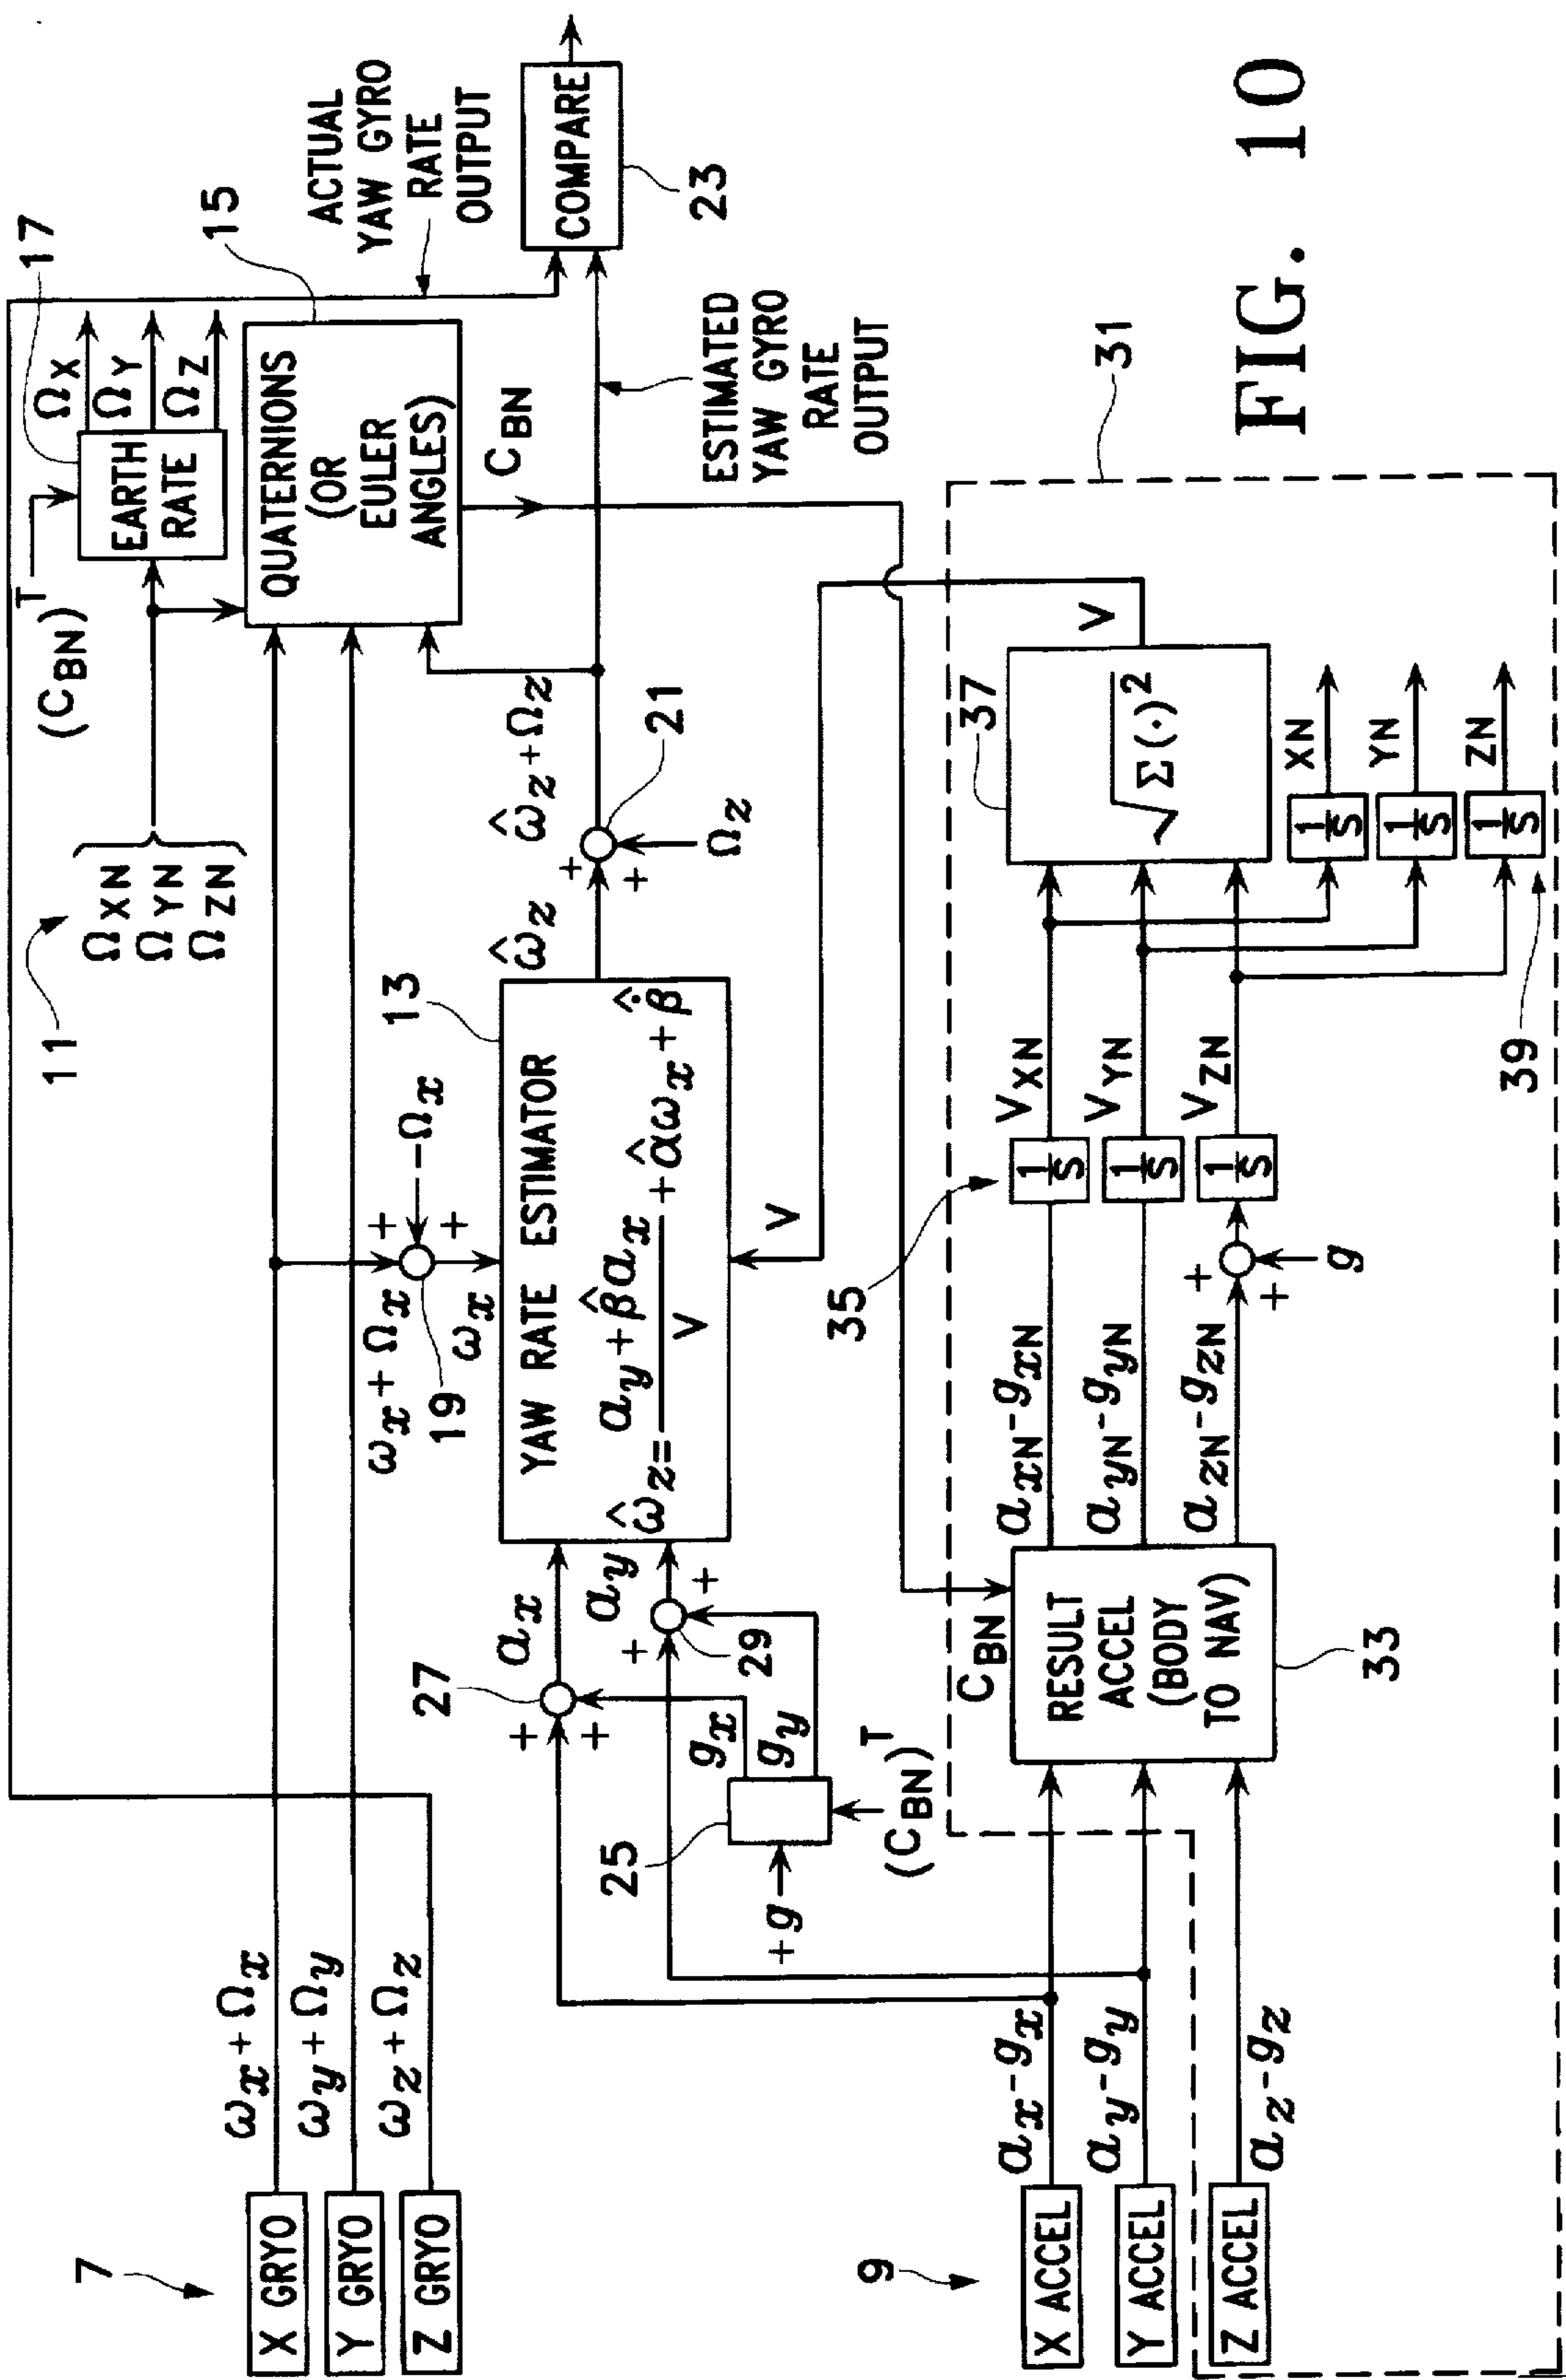 7
X GRYO
Y GRYO
Z GRYO
ωx+Ωx
ωy+Ωy
ωz+Ωz
11
ΩXN
ΩYN
ΩZN
(CBN)T
EARTH
RATE
17
ΩX
ΩY
ΩZ
QUATERNIONS
(OR
EULER
ANGLES)
15
CBN
ACTUAL
YAW GYRO
RATE
OUTPUT
COMPARE
23
ESTIMATED
YAW GYRO
RATE
OUTPUT
ωx+Ωx
+
-Ωx
+
19
ωx
13
YAW RATE ESTIMATOR
ω̂z= ay+β̂ax / V +α̂ωx+β̂̇
V
ω̂z
+
+
Ωz
21
ω̂z+Ωz
27
+
+
ax
ay
+
+
29
gx
gy
25
+g
(CBN)T
9
X ACCEL
Y ACCEL
Z ACCEL
ax-gx
ay-gy
az-gz
CBN
RESULT
ACCEL
(BODY
TO NAV)
33
axN-gxN
ayN-gyN
azN-gzN
+
+
g
35
1/S
1/S
1/S
VXN
VYN
VZN
37
√Σ(·)2
V
1/S
1/S
1/S
39
XN
YN
ZN
31
FIG. 10